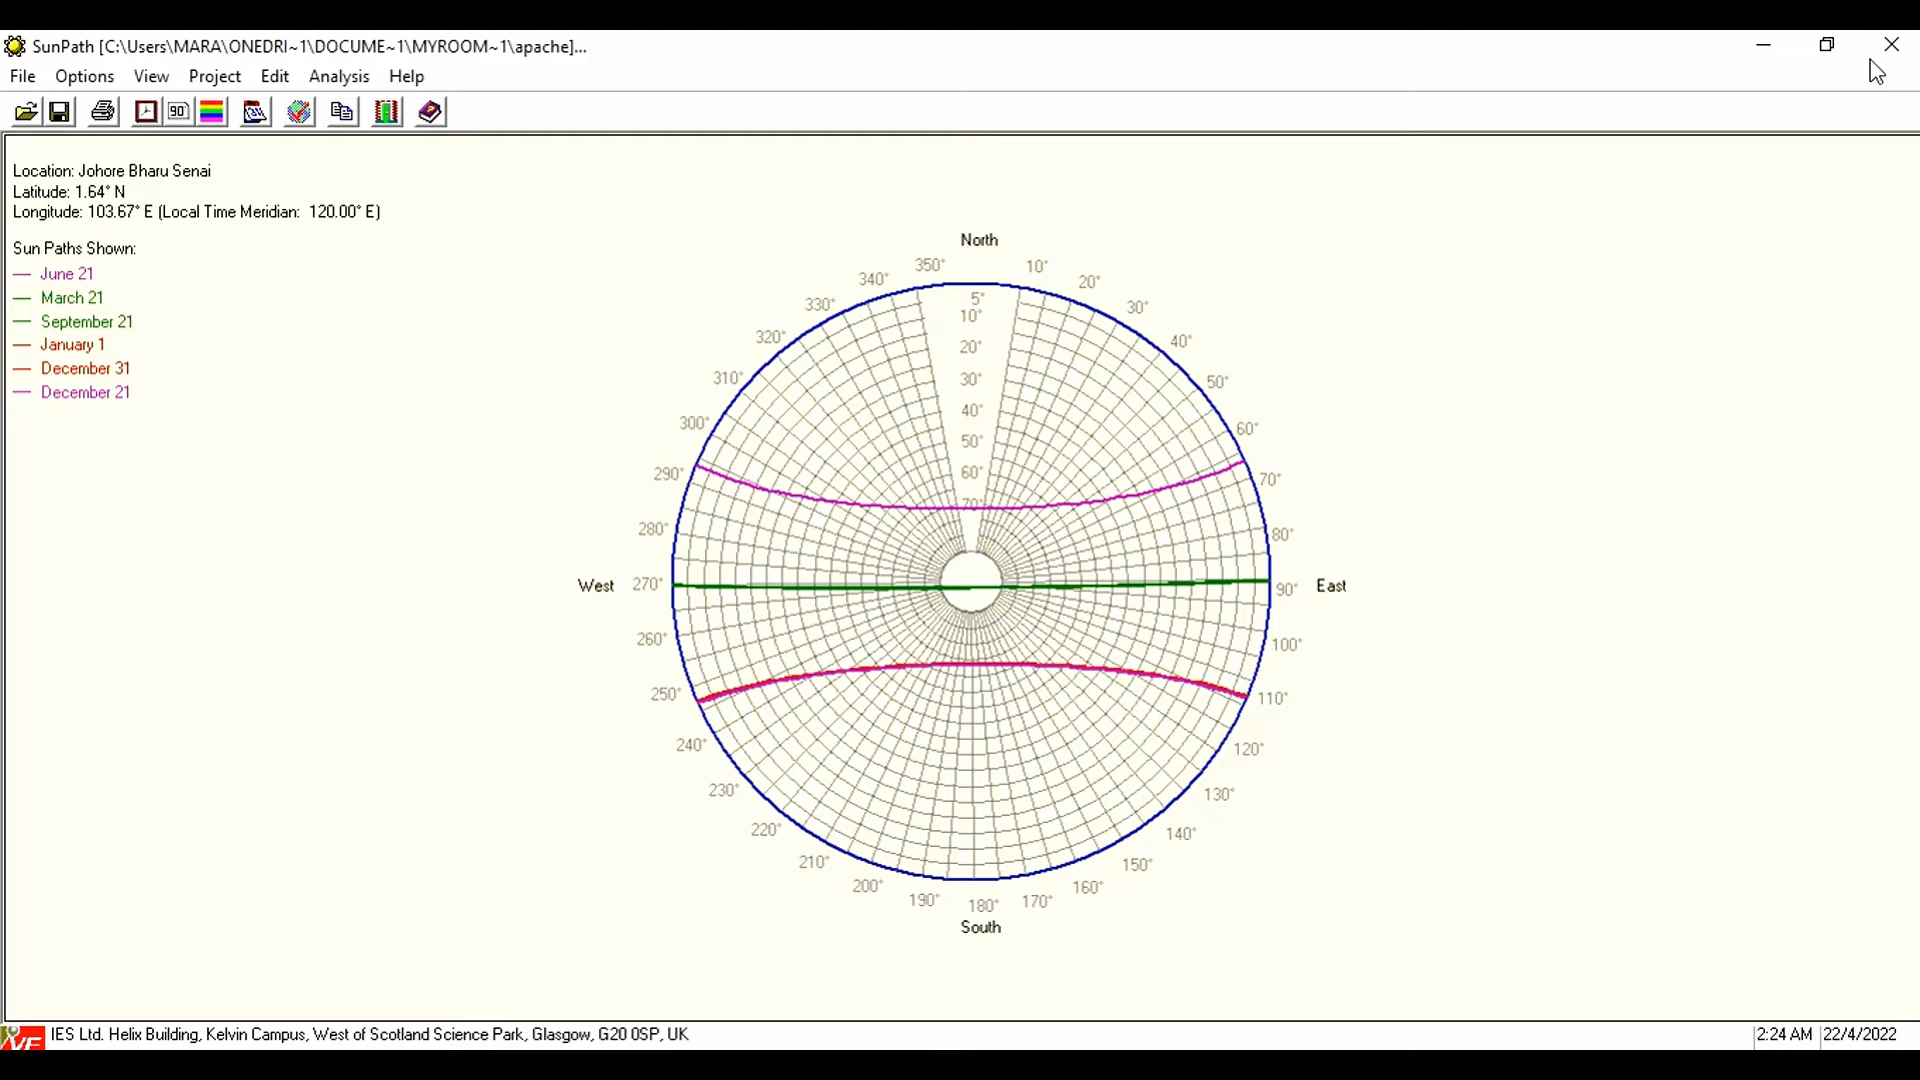 SunPath [C:\Users\MARA\ONEDRI~1\DOCUME~1\MYROOM~1\apache]...
File Options View Project Edit Analysis Help
90°
Location: Johore Bharu Senai
Latitude: 1.64° N
Longitude: 103.67° E (Local Time Meridian: 120.00° E)
Sun Paths Shown:
June 21
March 21
September 21
January 1
December 31
December 21
North
350° 10°
340° 20°
5°
330° 30°
10°
320° 40°
20°
310° 50°
30°
40°
300° 60°
50°
290° 70°
60°
70°
280° 80°
West 270° 90° East
260° 100°
250° 110°
240° 120°
230° 130°
220° 140°
210° 150°
200° 160°
190° 180° 170°
South
IES Ltd. Helix Building, Kelvin Campus, West of Scotland Science Park, Glasgow, G20 0SP, UK
2:24 AM 22/4/2022